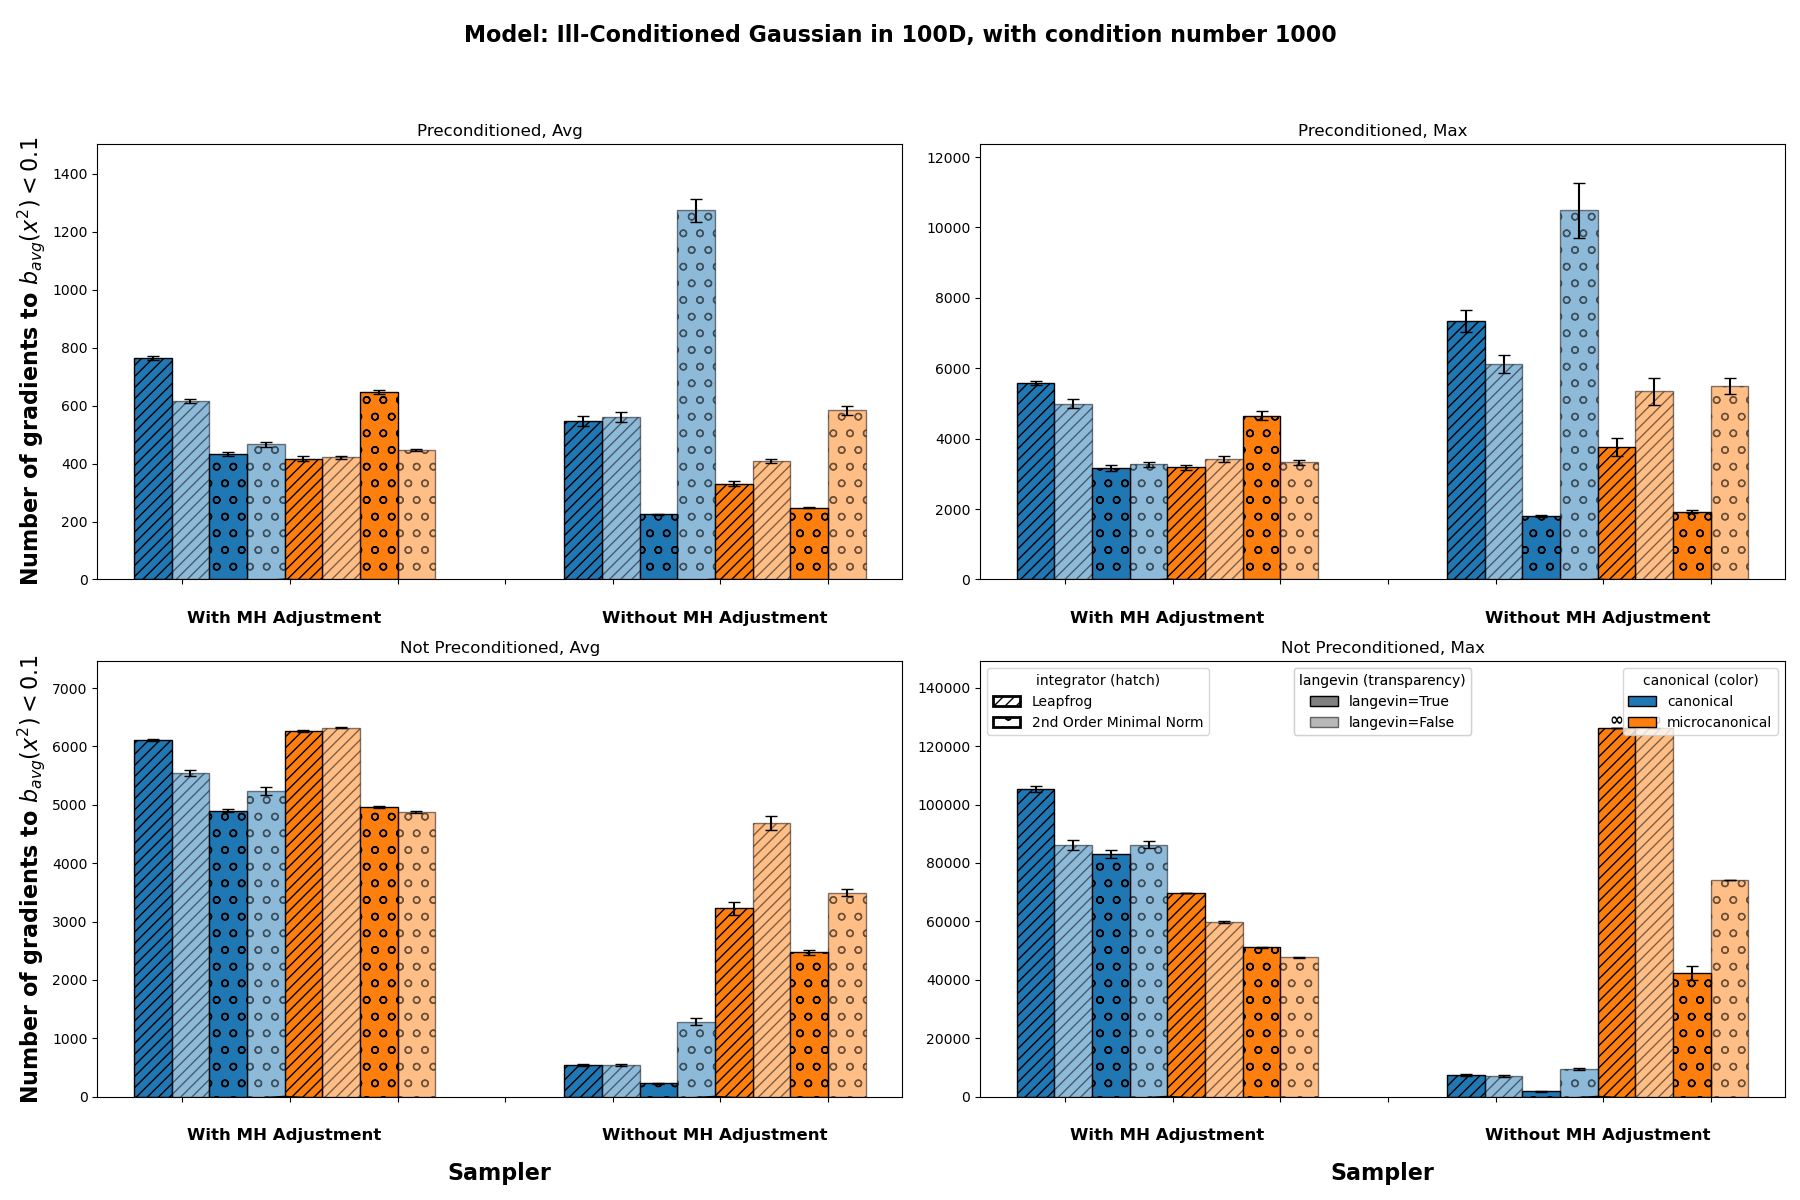 Model: Ill-Conditioned Gaussian in 100D, with condition number 1000
Preconditioned, Avg
Number of gradients to b_avg(x²) < 0.1
1400
1200
1000
800
600
400
200
0
With MH Adjustment
Without MH Adjustment
Preconditioned, Max
12000
10000
8000
6000
4000
2000
0
With MH Adjustment
Without MH Adjustment
Not Preconditioned, Avg
Number of gradients to b_avg(x²) < 0.1
7000
6000
5000
4000
3000
2000
1000
0
With MH Adjustment
Without MH Adjustment
Sampler
Not Preconditioned, Max
140000
120000
100000
80000
60000
40000
20000
0
integrator (hatch)
Leapfrog
2nd Order Minimal Norm
langevin (transparency)
langevin=True
langevin=False
canonical (color)
canonical
microcanonical
∞
With MH Adjustment
Without MH Adjustment
Sampler